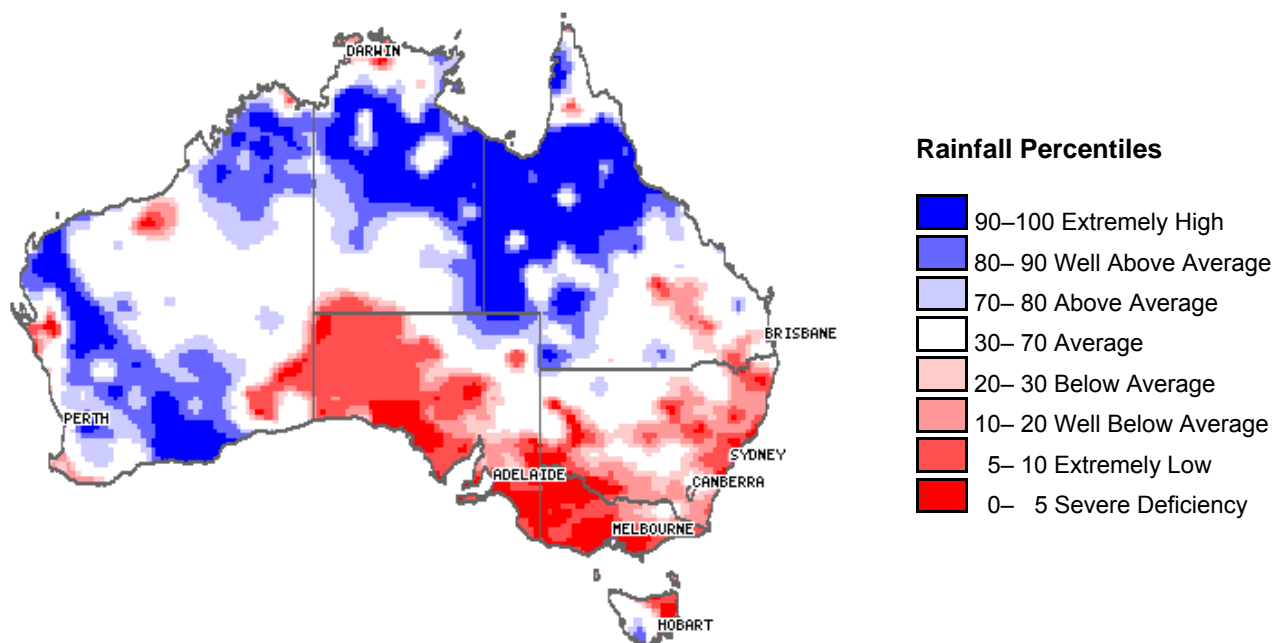 DARWIN
BRISBANE
PERTH
SYDNEY
ADELAIDE
CANBERRA
MELBOURNE
HOBART
Rainfall Percentiles
90–100 Extremely High
80– 90 Well Above Average
70– 80 Above Average
30– 70 Average
20– 30 Below Average
10– 20 Well Below Average
5– 10 Extremely Low
0– 5 Severe Deficiency